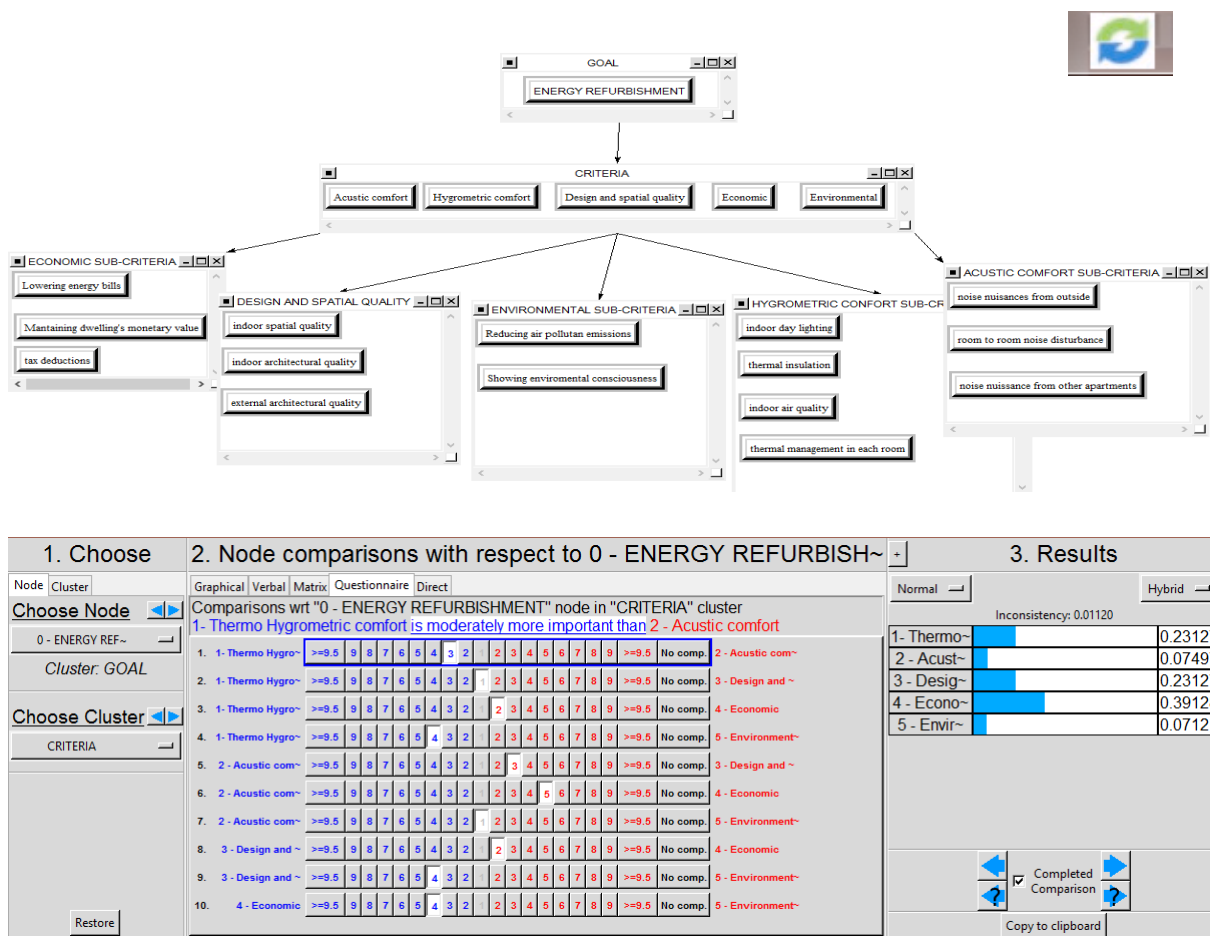 GOAL
ENERGY REFURBISHMENT
CRITERIA
Acustic comfort
Hygrometric comfort
Design and spatial quality
Economic
Environmental
ECONOMIC SUB-CRITERIA
Lowering energy bills
Mantaining dwelling's monetary value
tax deductions
DESIGN AND SPATIAL QUALITY
indoor spatial quality
indoor architectural quality
external architectural quality
ENVIRONMENTAL SUB-CRITERIA
Reducing air pollutan emissions
Showing enviromental consciousness
HYGROMETRIC CONFORT SUB-CR
indoor day lighting
thermal insulation
indoor air quality
thermal management in each room
ACUSTIC COMFORT SUB-CRITERIA
noise nuisances from outside
room to room noise disturbance
noise nuissance from other apartments
1. Choose
Node Cluster
Choose Node
0 - ENERGY REF~
Cluster: GOAL
Choose Cluster
CRITERIA
Restore
2. Node comparisons with respect to 0 - ENERGY REFURBISH~
Graphical Verbal Matrix Questionnaire Direct
Comparisons wrt "0 - ENERGY REFURBISHMENT" node in "CRITERIA" cluster
1- Thermo Hygrometric comfort is moderately more important than 2 - Acustic comfort
1. 1- Thermo Hygro~ >=9.5 9 8 7 6 5 4 3 2 1 2 3 4 5 6 7 8 9 >=9.5 No comp. 2 - Acustic com~
2. 1- Thermo Hygro~ >=9.5 9 8 7 6 5 4 3 2 1 2 3 4 5 6 7 8 9 >=9.5 No comp. 3 - Design and ~
3. 1- Thermo Hygro~ >=9.5 9 8 7 6 5 4 3 2 1 2 3 4 5 6 7 8 9 >=9.5 No comp. 4 - Economic
4. 1- Thermo Hygro~ >=9.5 9 8 7 6 5 4 3 2 1 2 3 4 5 6 7 8 9 >=9.5 No comp. 5 - Environment~
5. 2 - Acustic com~ >=9.5 9 8 7 6 5 4 3 2 1 2 3 4 5 6 7 8 9 >=9.5 No comp. 3 - Design and ~
6. 2 - Acustic com~ >=9.5 9 8 7 6 5 4 3 2 1 2 3 4 5 6 7 8 9 >=9.5 No comp. 4 - Economic
7. 2 - Acustic com~ >=9.5 9 8 7 6 5 4 3 2 1 2 3 4 5 6 7 8 9 >=9.5 No comp. 5 - Environment~
8. 3 - Design and ~ >=9.5 9 8 7 6 5 4 3 2 1 2 3 4 5 6 7 8 9 >=9.5 No comp. 4 - Economic
9. 3 - Design and ~ >=9.5 9 8 7 6 5 4 3 2 1 2 3 4 5 6 7 8 9 >=9.5 No comp. 5 - Environment~
10. 4 - Economic >=9.5 9 8 7 6 5 4 3 2 1 2 3 4 5 6 7 8 9 >=9.5 No comp. 5 - Environment~
+ 3. Results
Normal Hybrid
Inconsistency: 0.01120
1- Thermo~ 0.2312
2 - Acust~ 0.0749
3 - Desig~ 0.2312
4 - Econo~ 0.3912
5 - Envir~ 0.0712
Completed
Comparison
? ?
Copy to clipboard